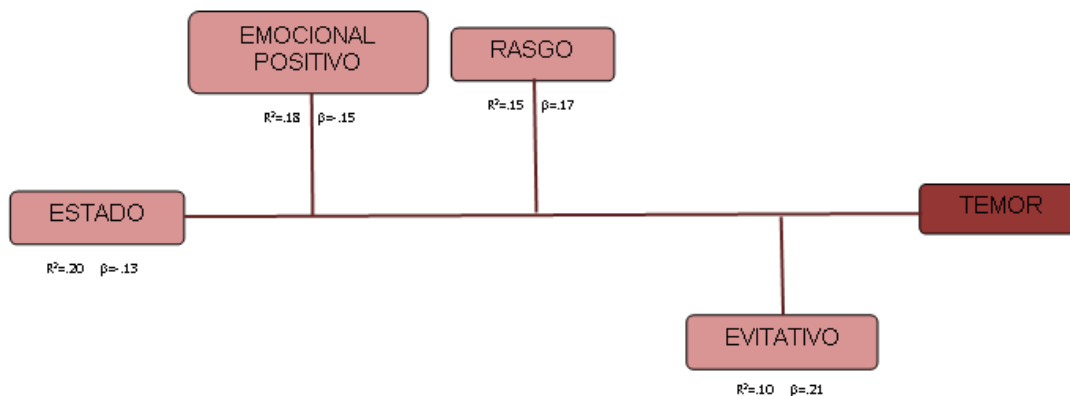 EMOCIONAL
POSITIVO
RASGO
R²=.18 β=-.15
R²=.15 β=.17
ESTADO
TEMOR
R²=.20 β=-.13
EVITATIVO
R²=.10 β=.21